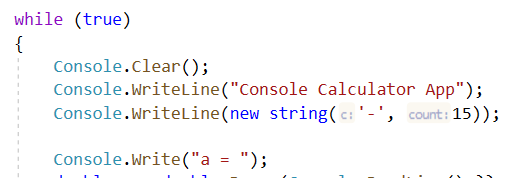 while (true)
{
Console.Clear();
Console.WriteLine("Console Calculator App");
Console.WriteLine(new string(c: '-', count: 15));
Console.Write("a = ");